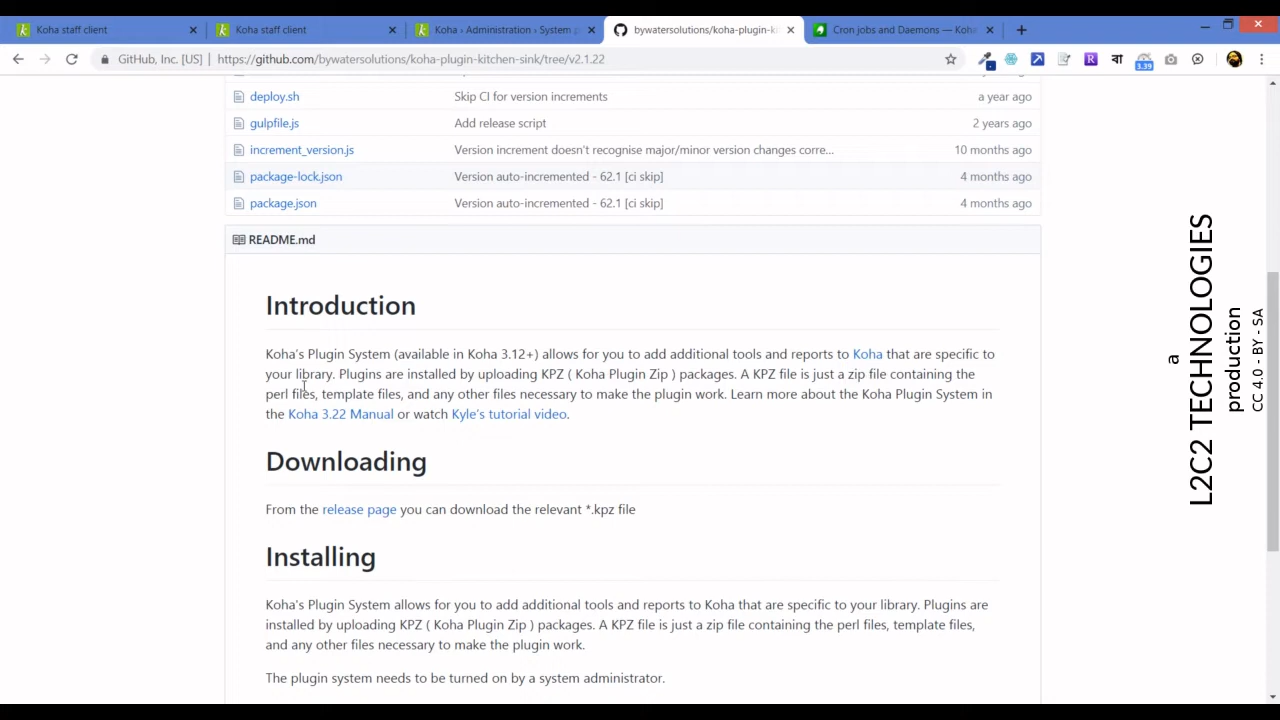 Koha staff client
Koha staff client
Koha › Administration › System p
bywatersolutions/koha-plugin-ki
Cron jobs and Daemons — Koha
GitHub, Inc. [US] | https://github.com/bywatersolutions/koha-plugin-kitchen-sink/tree/v2.1.22
R
বা
3.39
deploy.sh Skip CI for version increments a year ago
gulpfile.js Add release script 2 years ago
increment_version.js Version increment doesn't recognise major/minor version changes corre... 10 months ago
package-lock.json Version auto-incremented - 62.1 [ci skip] 4 months ago
package.json Version auto-incremented - 62.1 [ci skip] 4 months ago
README.md
Introduction
Koha's Plugin System (available in Koha 3.12+) allows for you to add additional tools and reports to Koha that are specific to
your library. Plugins are installed by uploading KPZ ( Koha Plugin Zip ) packages. A KPZ file is just a zip file containing the
perl files, template files, and any other files necessary to make the plugin work. Learn more about the Koha Plugin System in
the Koha 3.22 Manual or watch Kyle's tutorial video.
Downloading
From the release page you can download the relevant *.kpz file
Installing
Koha's Plugin System allows for you to add additional tools and reports to Koha that are specific to your library. Plugins are
installed by uploading KPZ ( Koha Plugin Zip ) packages. A KPZ file is just a zip file containing the perl files, template files,
and any other files necessary to make the plugin work.
The plugin system needs to be turned on by a system administrator.
a
L2C2 TECHNOLOGIES
production
CC 4.0 - BY - SA